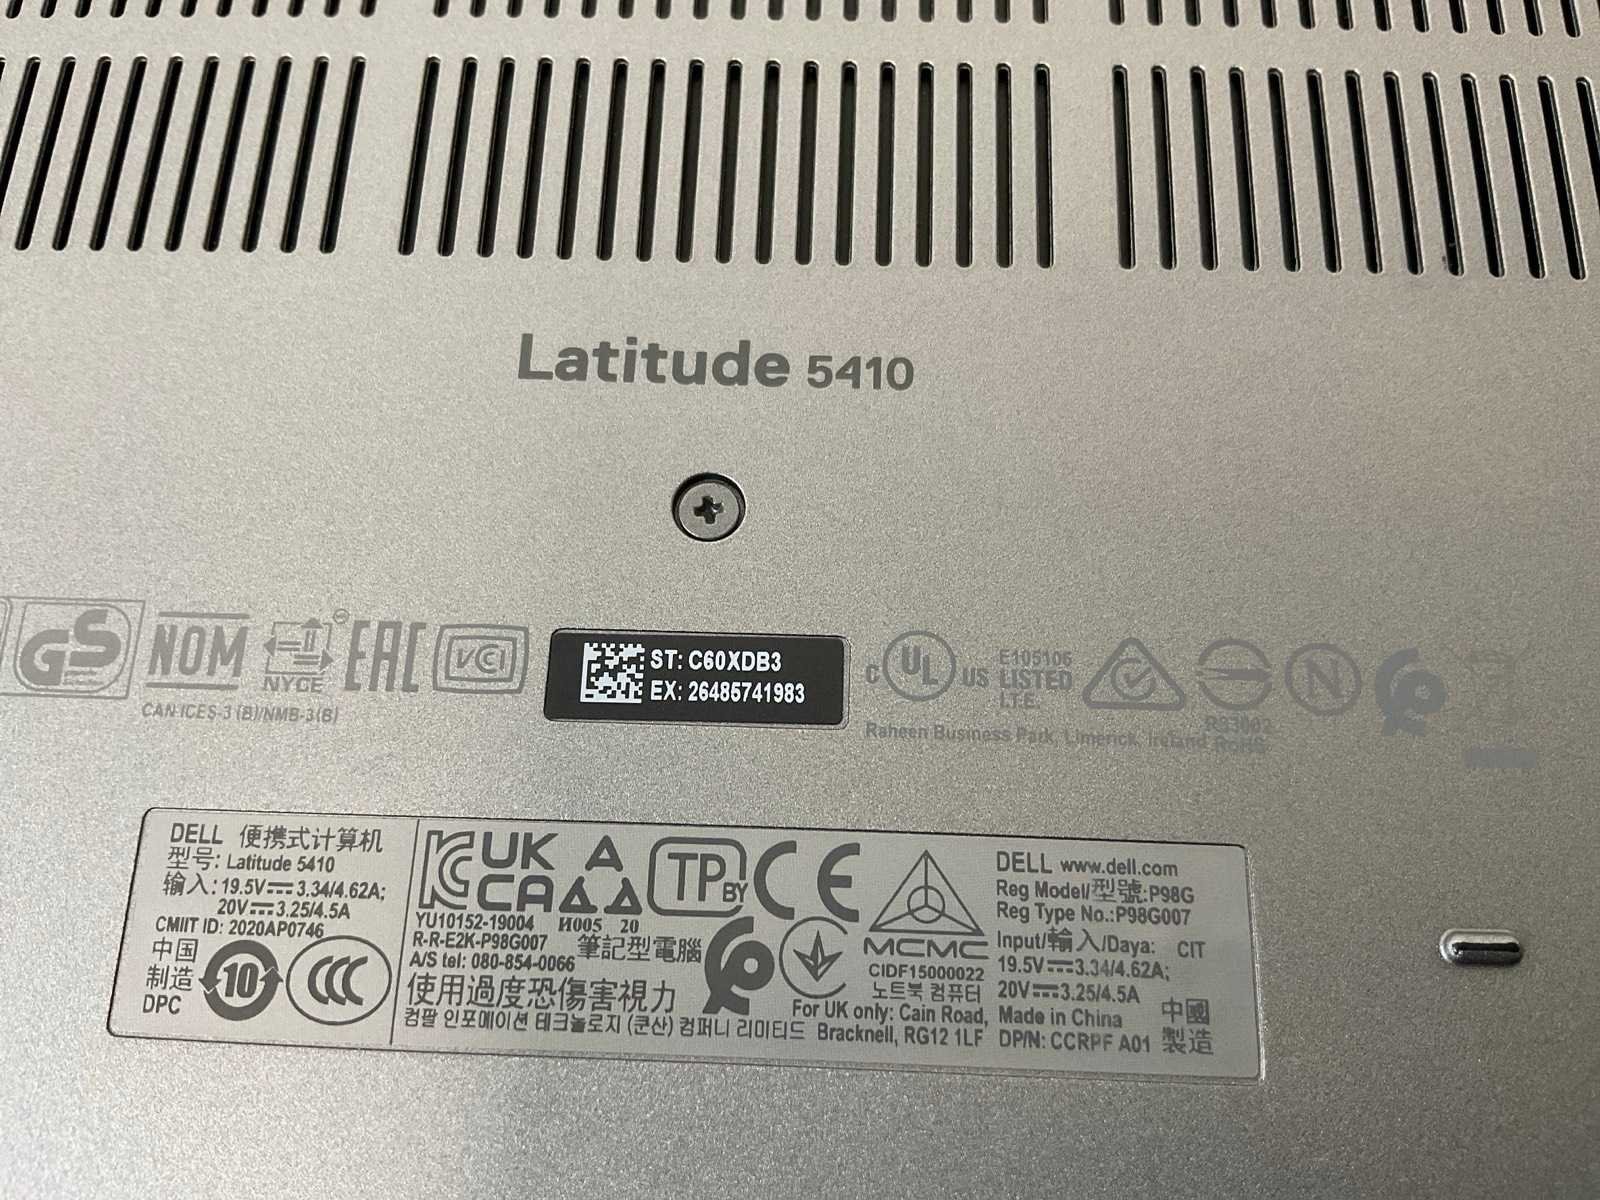 Latitude 5410
GS
NOM
NYCE
EAC
VCI
CAN ICES-3 (B)/NMB-3(B)
ST: C60XDB3
EX: 26485741983
C UL US
E105106
LISTED
I.T.E.
Raheen Business Park, Limerick, Ireland
R33002
RoHS
DELL 便携式计算机
型号: Latitude 5410
输入: 19.5V 3.34/4.62A;
20V 3.25/4.5A
CMIIT ID: 2020AP0746
中国
制造
DPC
10
CCC
KC
UK
CA
YU10152-19004
R-R-E2K-P98G007
A/S tel: 080-854-0066
И005 20
筆記型電腦
使用過度恐傷害視力
컴팔 인포메이션 테크놀로지 (쿤산) 컴퍼니 리미티드
TP BY
CE
MCMC
CIDF15000022
노트북 컴퓨터
For UK only: Cain Road,
Bracknell, RG12 1LF
DELL www.dell.com
Reg Model/型號:P98G
Reg Type No.:P98G007
Input/輸入/Daya: CIT
19.5V 3.34/4.62A;
20V 3.25/4.5A
Made in China
DP/N: CCRPF A01
中國
製造